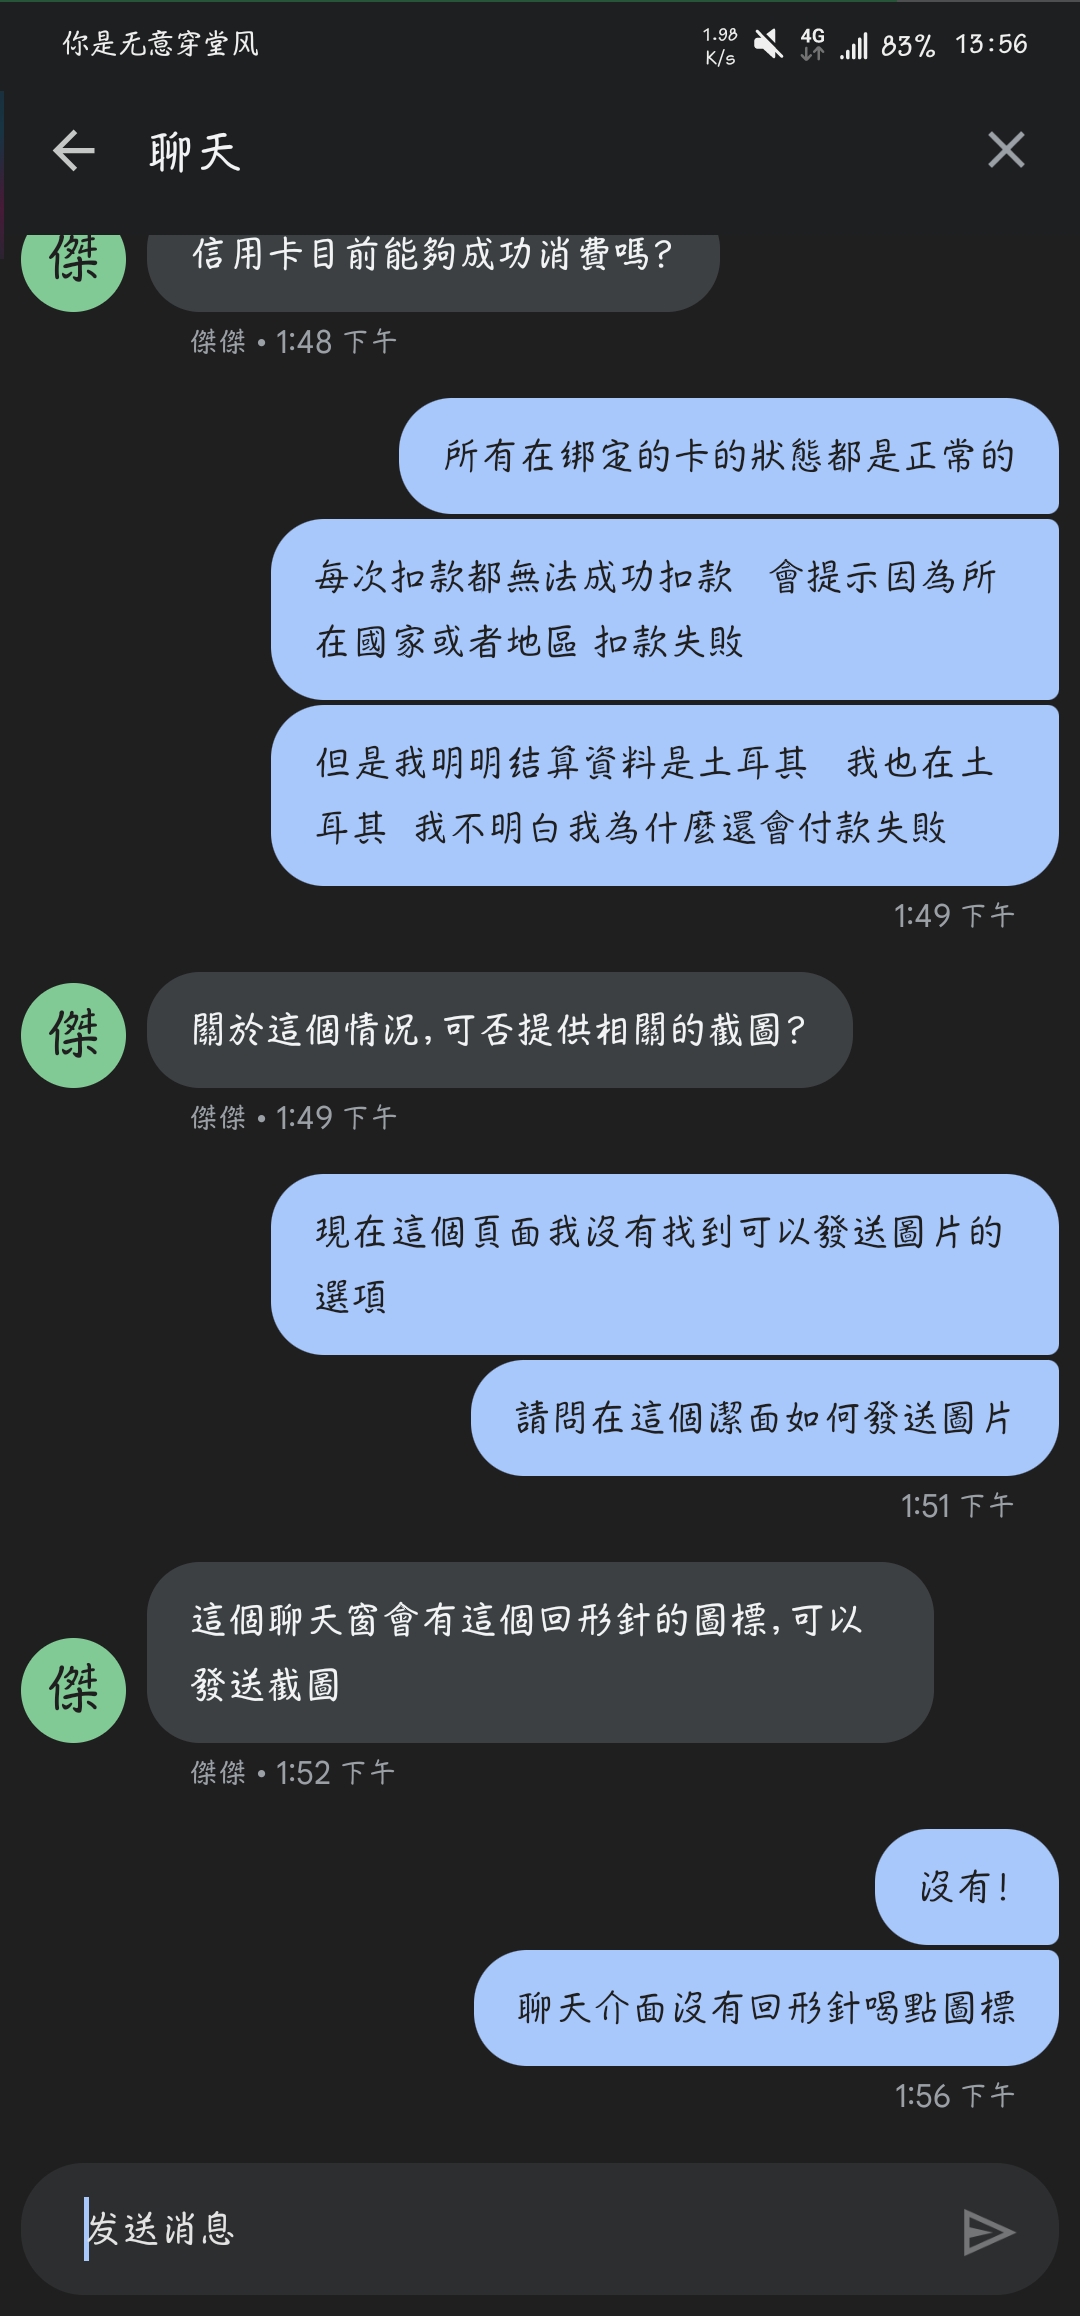 你是无意穿堂风
1.98 K/s 4G 83% 13:56
聊天
傑
信用卡目前能夠成功消費嗎?
傑傑 • 1:48 下午
所有在绑定的卡的狀態都是正常的
每次扣款都無法成功扣款 會提示因為所
在國家或者地區 扣款失敗
但是我明明结算資料是土耳其 我也在土
耳其 我不明白我為什麼還會付款失敗
1:49 下午
傑
關於這個情況,可否提供相關的截圖?
傑傑 • 1:49 下午
現在這個頁面我沒有找到可以發送圖片的
選項
請問在這個潔面如何發送圖片
1:51 下午
這個聊天窗會有這個回形針的圖標,可以
發送截圖
傑
傑傑 • 1:52 下午
沒有!
聊天介面沒有回形針喝點圖標
1:56 下午
发送消息